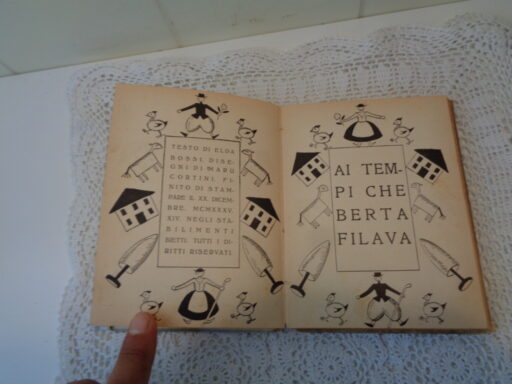 TESTO DI ELDA
BOSSI. DISE-
GNI DI MARÙ
CORTINI. FI-
NITO DI STAM-
PARE IL XX DICEM-
BRE. MCMXXXV.
XIV. NEGLI STA-
BILIMENTI
BIETTI. TUTTI I DI-
RITTI RISERVATI.
AI TEM-
PI CHE
BERTA
FILAVA